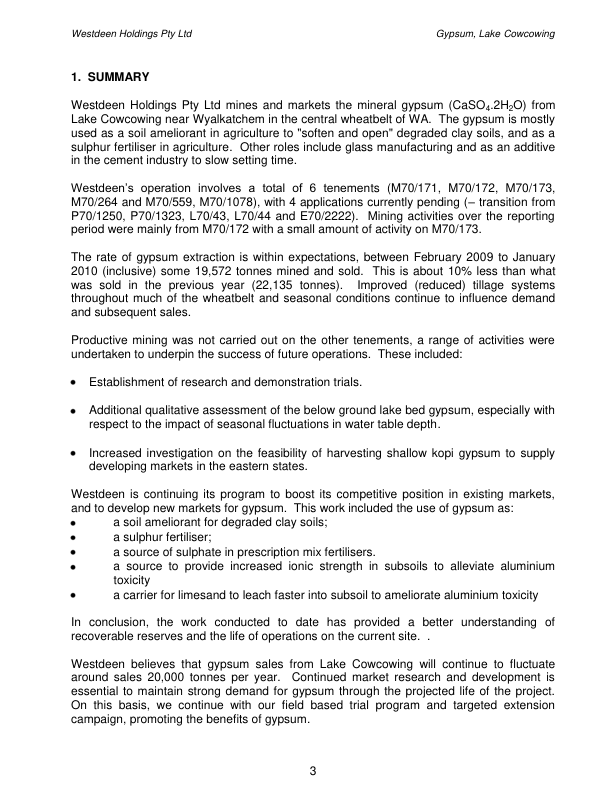 Westdeen Holdings Pty Ltd Gypsum, Lake Cowcowing
1. SUMMARY
Westdeen Holdings Pty Ltd mines and markets the mineral gypsum (CaSO4.2H2O) from
Lake Cowcowing near Wyalkatchem in the central wheatbelt of WA. The gypsum is mostly
used as a soil ameliorant in agriculture to "soften and open" degraded clay soils, and as a
sulphur fertiliser in agriculture. Other roles include glass manufacturing and as an additive
in the cement industry to slow setting time.
Westdeen's operation involves a total of 6 tenements (M70/171, M70/172, M70/173,
M70/264 and M70/559, M70/1078), with 4 applications currently pending (– transition from
P70/1250, P70/1323, L70/43, L70/44 and E70/2222). Mining activities over the reporting
period were mainly from M70/172 with a small amount of activity on M70/173.
The rate of gypsum extraction is within expectations, between February 2009 to January
2010 (inclusive) some 19,572 tonnes mined and sold. This is about 10% less than what
was sold in the previous year (22,135 tonnes). Improved (reduced) tillage systems
throughout much of the wheatbelt and seasonal conditions continue to influence demand
and subsequent sales.
Productive mining was not carried out on the other tenements, a range of activities were
undertaken to underpin the success of future operations. These included:
• Establishment of research and demonstration trials.
• Additional qualitative assessment of the below ground lake bed gypsum, especially with
respect to the impact of seasonal fluctuations in water table depth.
• Increased investigation on the feasibility of harvesting shallow kopi gypsum to supply
developing markets in the eastern states.
Westdeen is continuing its program to boost its competitive position in existing markets,
and to develop new markets for gypsum. This work included the use of gypsum as:
• a soil ameliorant for degraded clay soils;
• a sulphur fertiliser;
• a source of sulphate in prescription mix fertilisers.
• a source to provide increased ionic strength in subsoils to alleviate aluminium
toxicity
• a carrier for limesand to leach faster into subsoil to ameliorate aluminium toxicity
In conclusion, the work conducted to date has provided a better understanding of
recoverable reserves and the life of operations on the current site. .
Westdeen believes that gypsum sales from Lake Cowcowing will continue to fluctuate
around sales 20,000 tonnes per year. Continued market research and development is
essential to maintain strong demand for gypsum through the projected life of the project.
On this basis, we continue with our field based trial program and targeted extension
campaign, promoting the benefits of gypsum.
3